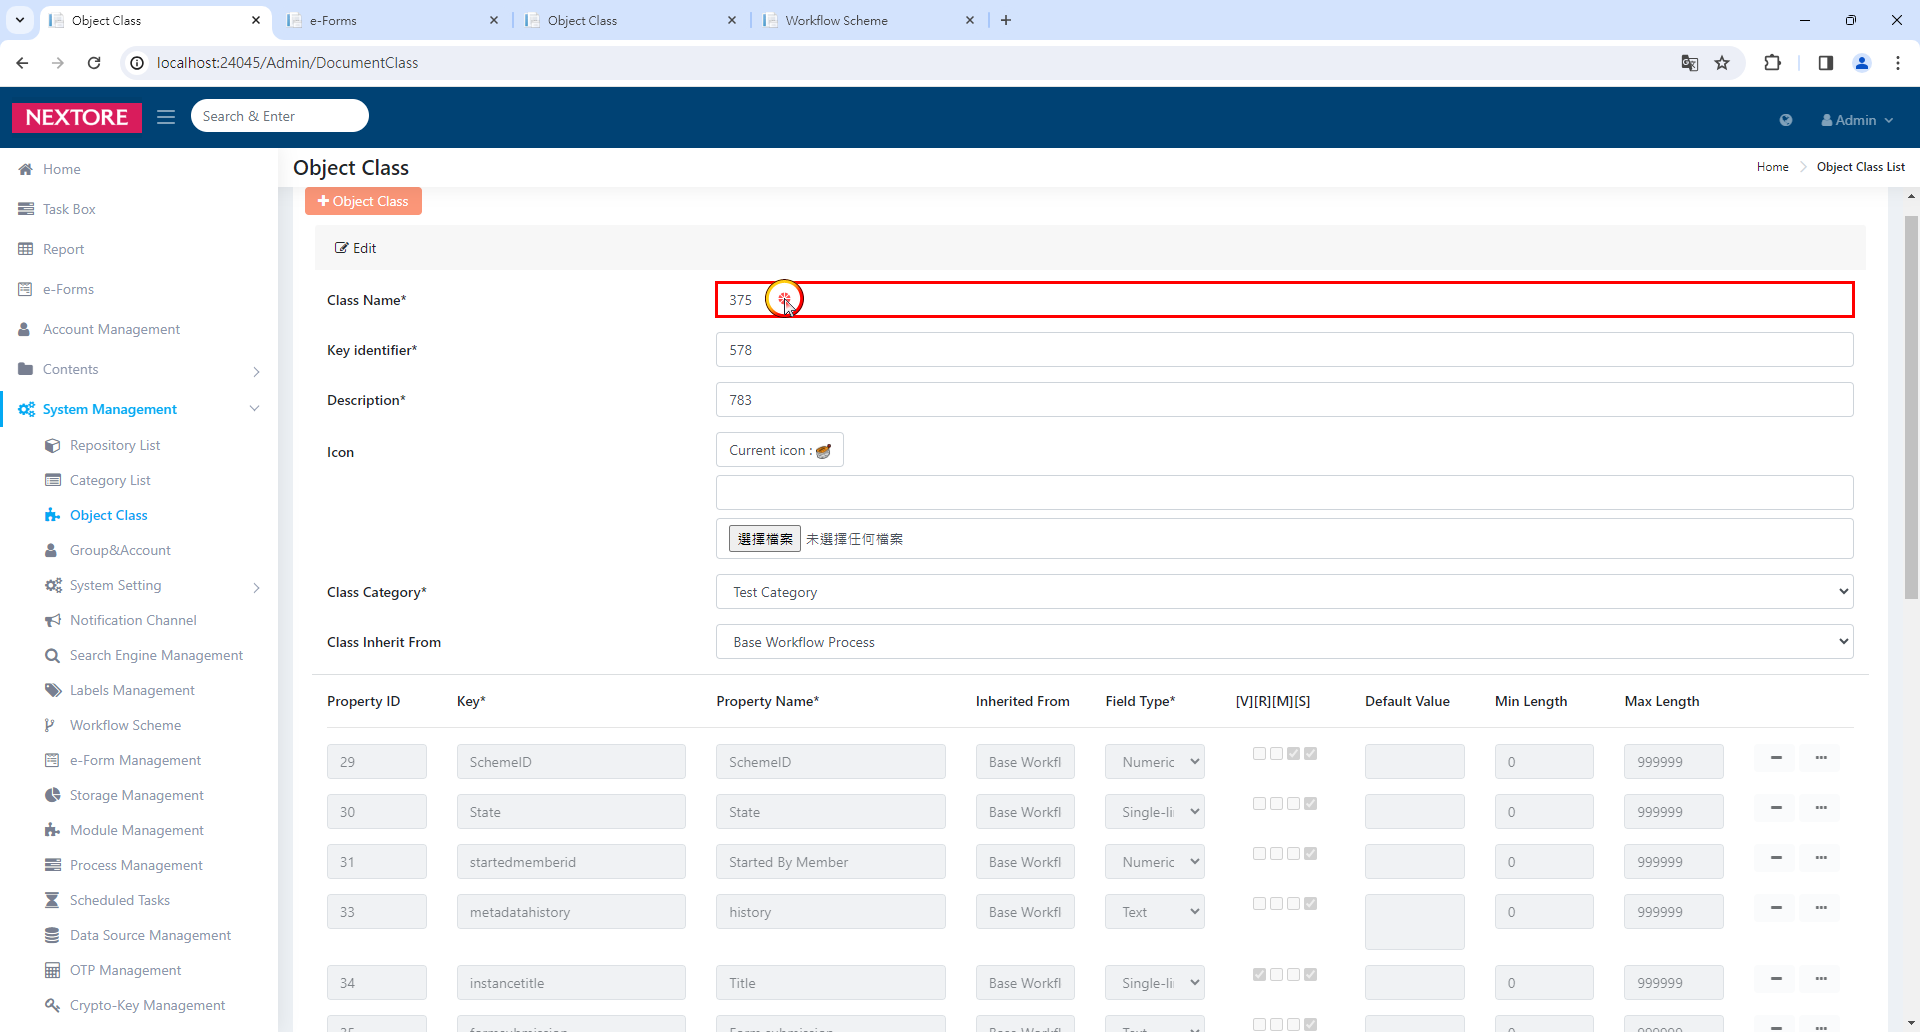 Object Class
e-Forms
Object Class
Workflow Scheme
localhost:24045/Admin/DocumentClass
NEXTORE
Search & Enter
Admin
Home
Task Box
Report
e-Forms
Account Management
Contents
System Management
Repository List
Category List
Object Class
Group&Account
System Setting
Notification Channel
Search Engine Management
Labels Management
Workflow Scheme
e-Form Management
Storage Management
Module Management
Process Management
Scheduled Tasks
Data Source Management
OTP Management
Crypto-Key Management
Object Class
Home Object Class List
+ Object Class
Edit
Class Name* 375
Key identifier* 578
Description* 783
Icon Current icon :
選擇檔案 未選擇任何檔案
Class Category* Test Category
Class Inherit From Base Workflow Process
Property ID Key* Property Name* Inherited From Field Type* [V][R][M][S] Default Value Min Length Max Length
29 SchemeID SchemeID Base Workfl Numeric 0 999999
30 State State Base Workfl Single-li 0 999999
31 startedmemberid Started By Member Base Workfl Numeric 0 999999
33 metadatahistory history Base Workfl Text 0 999999
34 instancetitle Title Base Workfl Single-li 0 999999